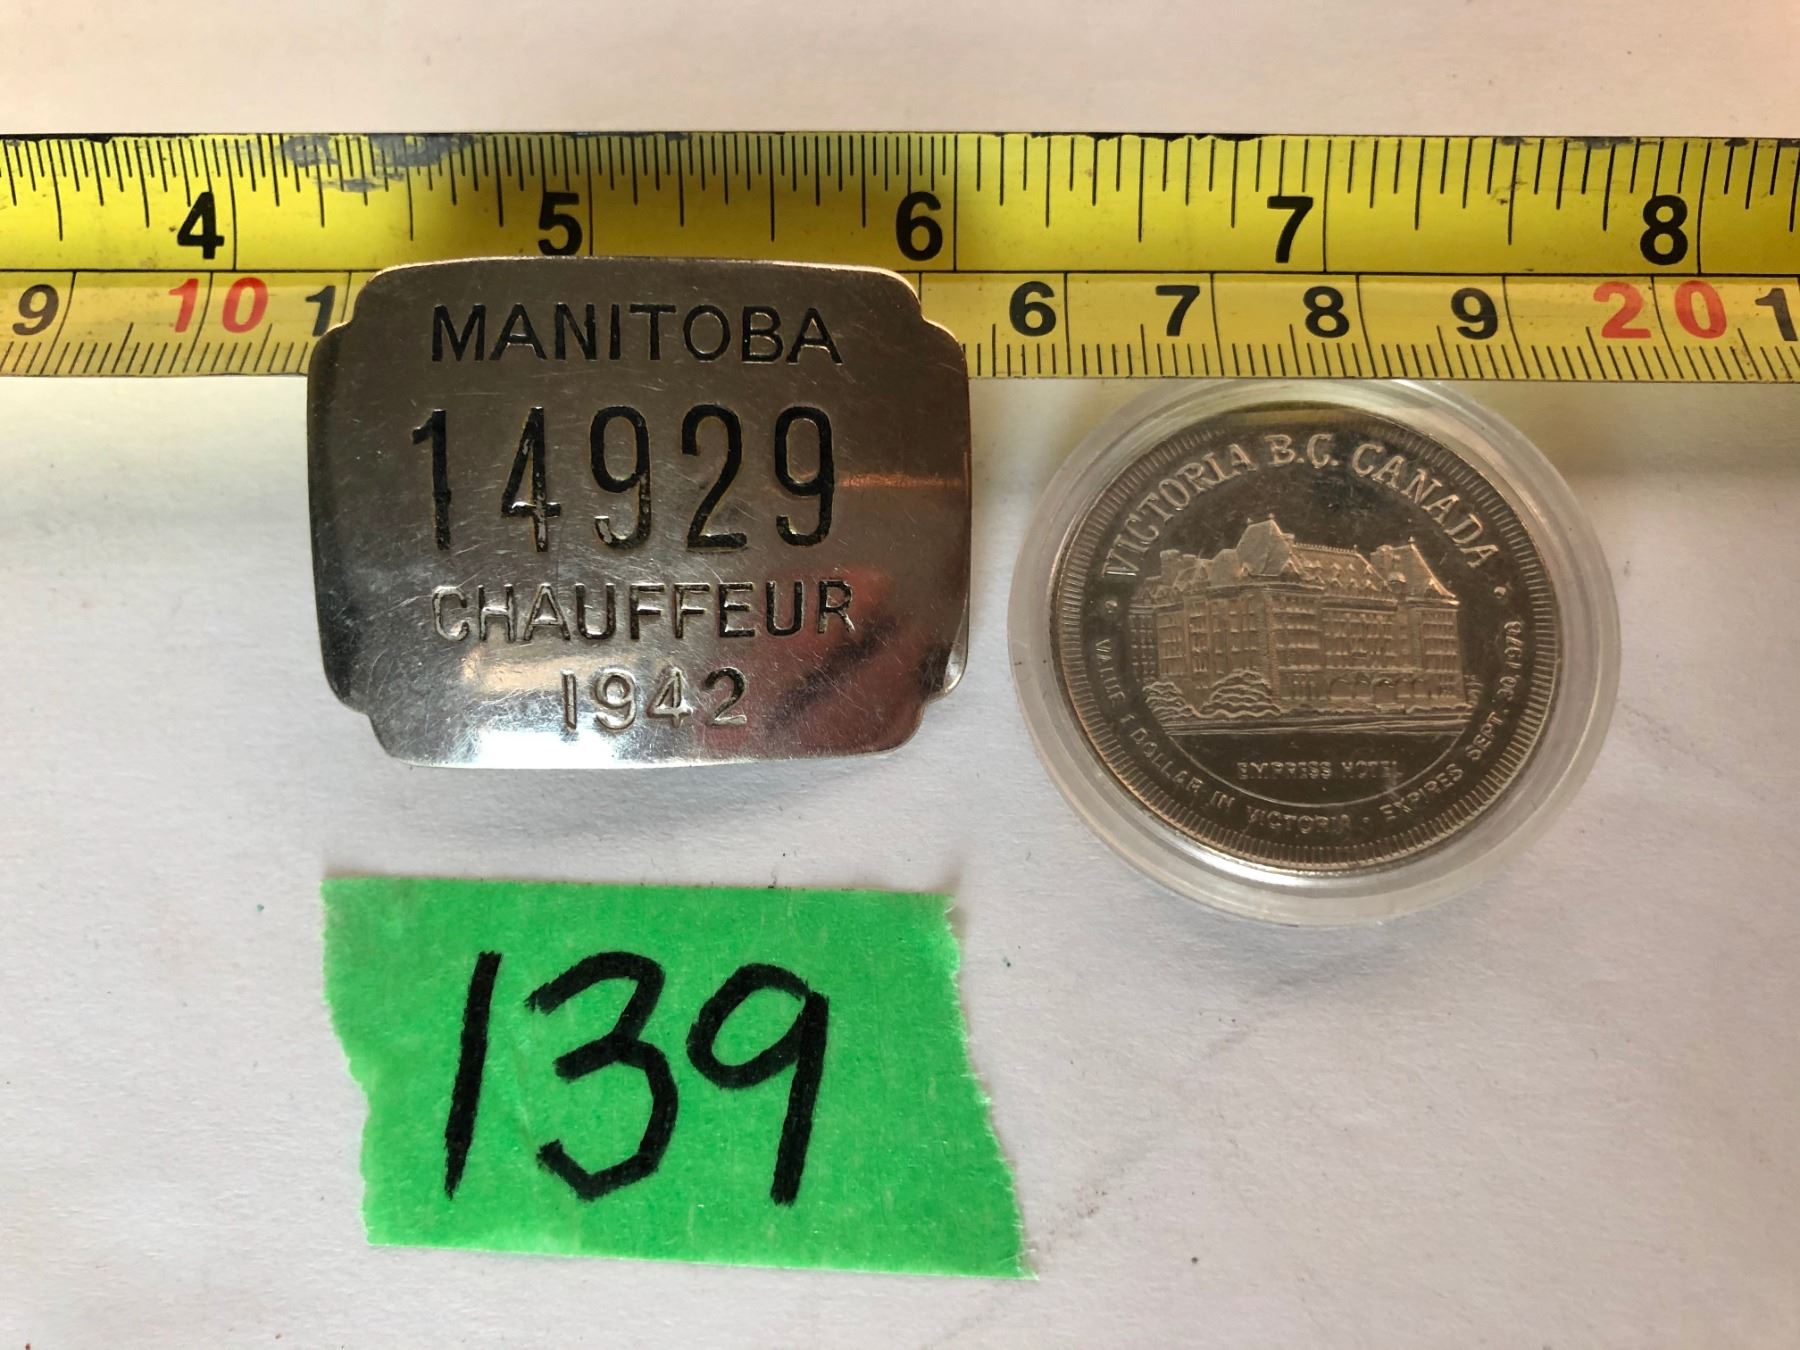 4 5 6 7 8
9 10 1 6 7 8 9 20 1
MANITOBA
14929
CHAUFFEUR
1942
VICTORIA B.C. CANADA
EMPRESS HOTEL
VALUE 1 DOLLAR IN VICTORIA · EXPIRES SEPT. 30, 1978
139